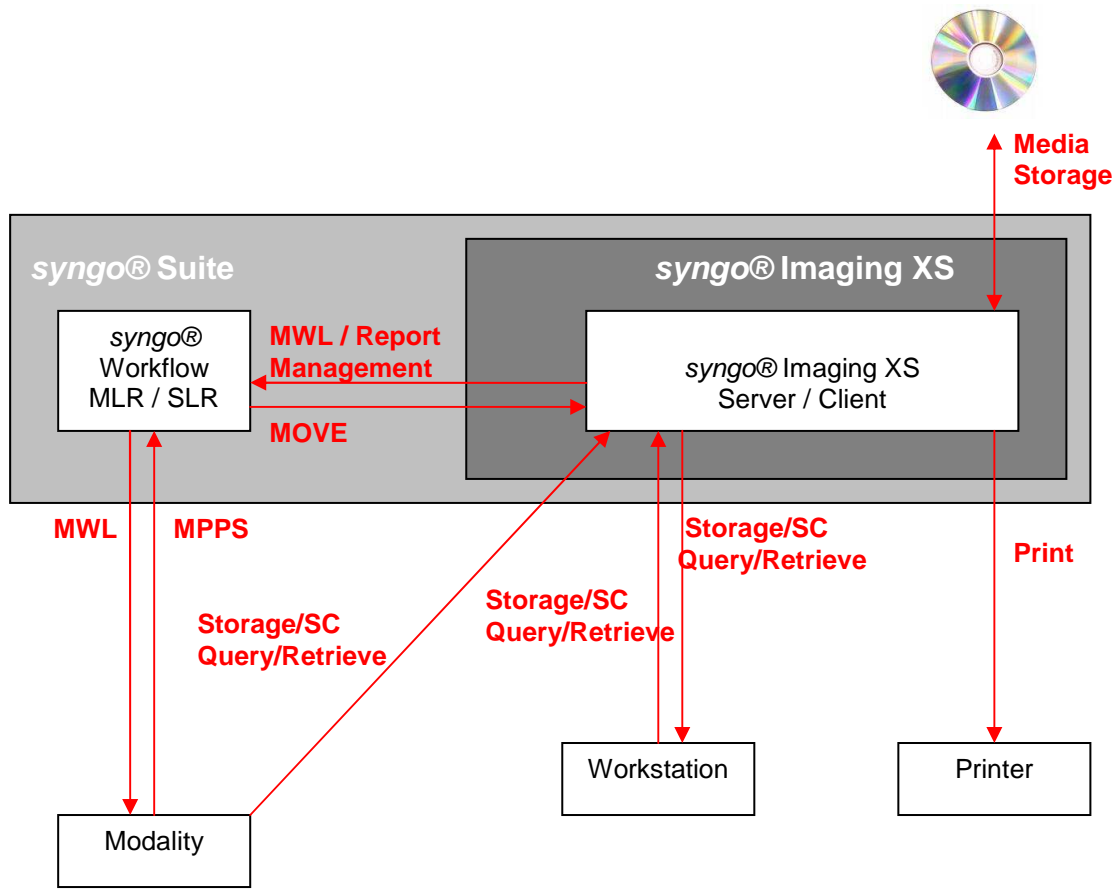 Media
Storage
syngo® Suite
syngo® Imaging XS
syngo®
Workflow
MLR / SLR
MWL / Report
Management
MOVE
syngo® Imaging XS
Server / Client
MWL
MPPS
Storage/SC
Query/Retrieve
Storage/SC
Query/Retrieve
Storage/SC
Query/Retrieve
Print
Workstation
Printer
Modality